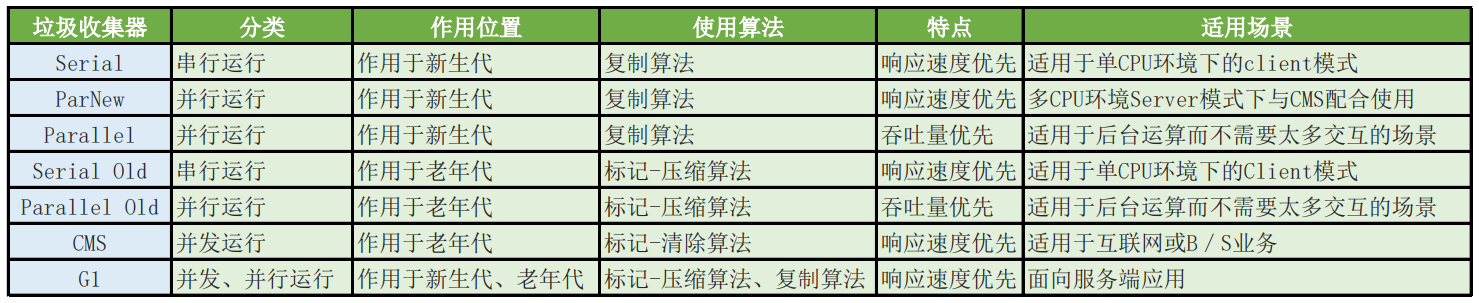 垃圾收集器 分类 作用位置 使用算法 特点 适用场景
Serial 串行运行 作用于新生代 复制算法 响应速度优先 适用于单CPU环境下的client模式
ParNew 并行运行 作用于新生代 复制算法 响应速度优先 多CPU环境Server模式下与CMS配合使用
Parallel 并行运行 作用于新生代 复制算法 吞吐量优先 适用于后台运算而不需要太多交互的场景
Serial Old 串行运行 作用于老年代 标记-压缩算法 响应速度优先 适用于单CPU环境下的Client模式
Parallel Old 并行运行 作用于老年代 标记-压缩算法 吞吐量优先 适用于后台运算而不需要太多交互的场景
CMS 并发运行 作用于老年代 标记-清除算法 响应速度优先 适用于互联网或B/S业务
G1 并发、并行运行 作用于新生代、老年代 标记-压缩算法、复制算法 响应速度优先 面向服务端应用